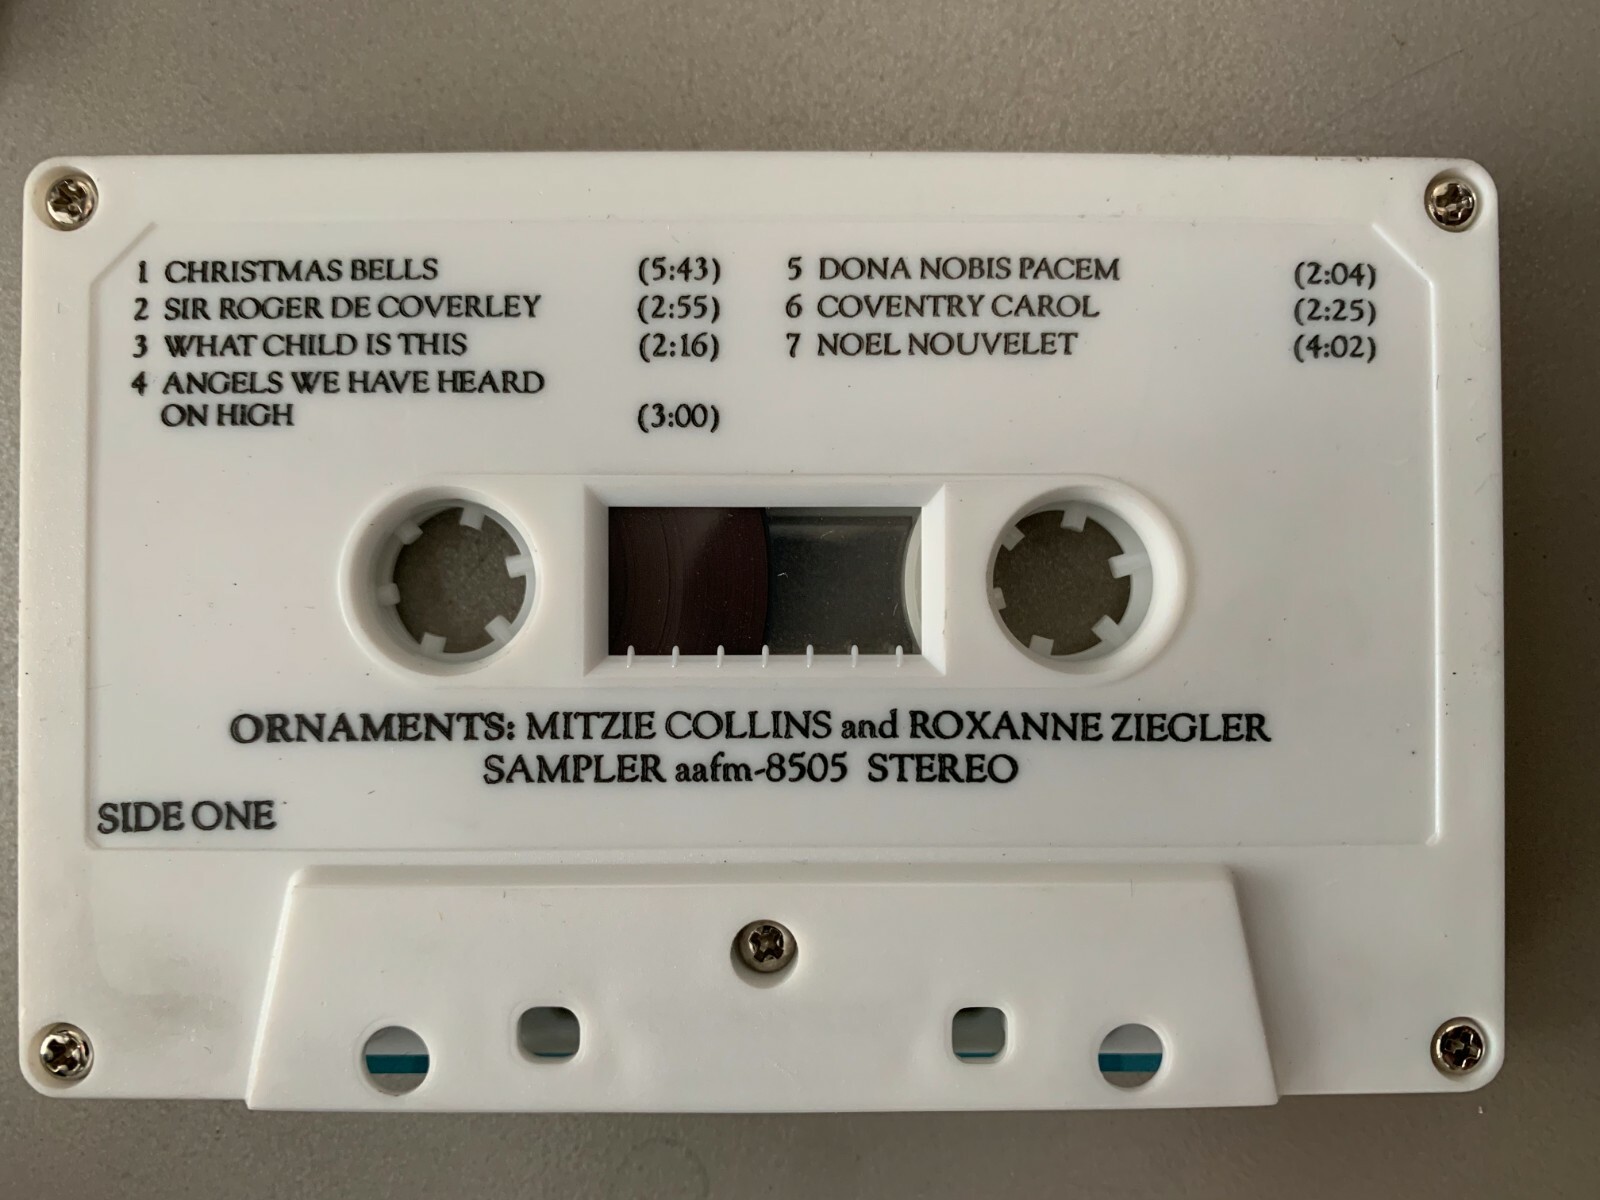 1 CHRISTMAS BELLS (5:43)
2 SIR ROGER DE COVERLEY (2:55)
3 WHAT CHILD IS THIS (2:16)
4 ANGELS WE HAVE HEARD
ON HIGH (3:00)
5 DONA NOBIS PACEM (2:04)
6 COVENTRY CAROL (2:25)
7 NOEL NOUVELET (4:02)
ORNAMENTS: MITZIE COLLINS and ROXANNE ZIEGLER
SAMPLER aafm-8505 STEREO
SIDE ONE